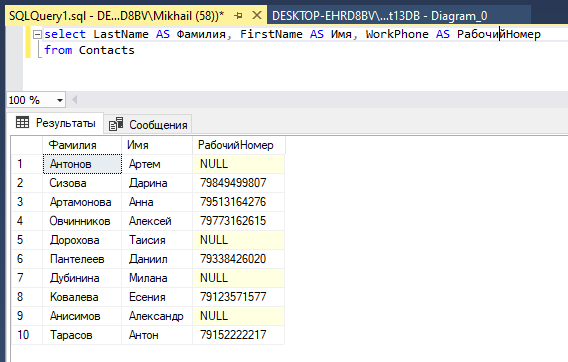 SQLQuery1.sql - DE...D8BV\Mikhail (58))* DESKTOP-EHRD8BV\,...t13DB - Diagram_0
select LastName AS Фамилия, FirstName AS Имя, WorkPhone AS РабочийНомер
from Contacts
100 %
Результаты Сообщения
Фамилия Имя РабочийНомер
1 Антонов Артем NULL
2 Сизова Дарина 79849499807
3 Артамонова Анна 79513164276
4 Овчинников Алексей 79773162615
5 Дорохова Таисия NULL
6 Пантелеев Даниил 79338426020
7 Дубинина Милана NULL
8 Ковалева Есения 79123571577
9 Анисимов Александр NULL
10 Тарасов Антон 79152222217